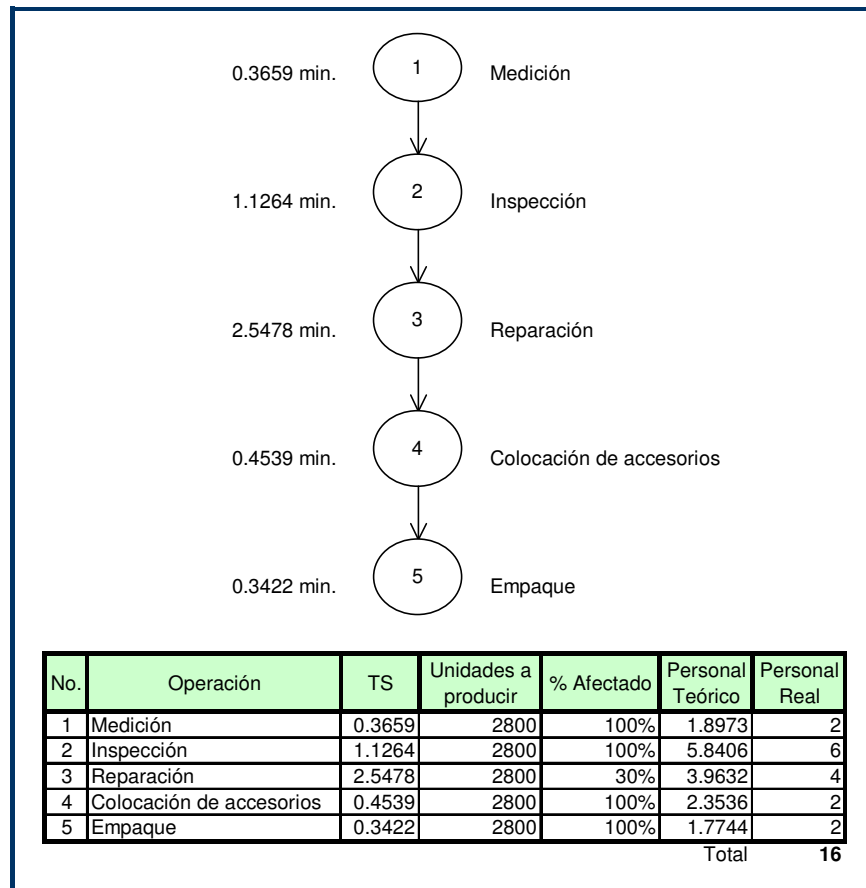 0.3659 min. 1 Medición
1.1264 min. 2 Inspección
2.5478 min. 3 Reparación
0.4539 min. 4 Colocación de accesorios
0.3422 min. 5 Empaque
No. Operación TS Unidades a producir % Afectado Personal Teórico Personal Real
1 Medición 0.3659 2800 100% 1.8973 2
2 Inspección 1.1264 2800 100% 5.8406 6
3 Reparación 2.5478 2800 30% 3.9632 4
4 Colocación de accesorios 0.4539 2800 100% 2.3536 2
5 Empaque 0.3422 2800 100% 1.7744 2
Total 16